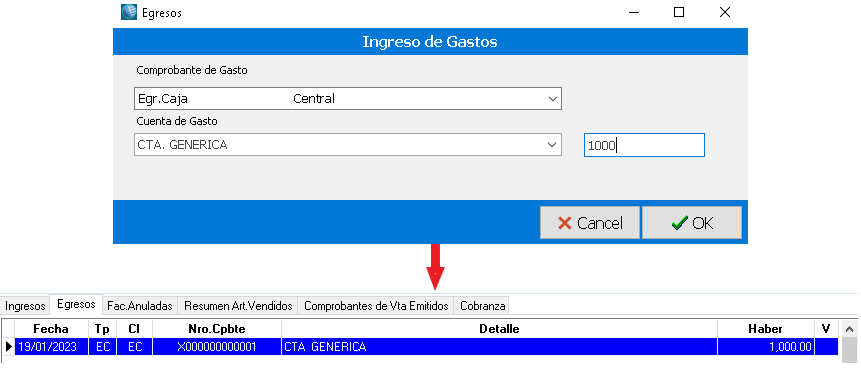 Egresos
Ingreso de Gastos
Comprobante de Gasto
Egr.Caja Central
Cuenta de Gasto
CTA. GENERICA 1000
Cancel OK
Ingresos Egresos Fac.Anuladas Resumen Art.Vendidos Comprobantes de Vta Emitidos Cobranza
Fecha Tp Cl Nro.Cpbte Detalle Haber V
19/01/2023 EC EC X000000000001 CTA GENERICA 1,000.00